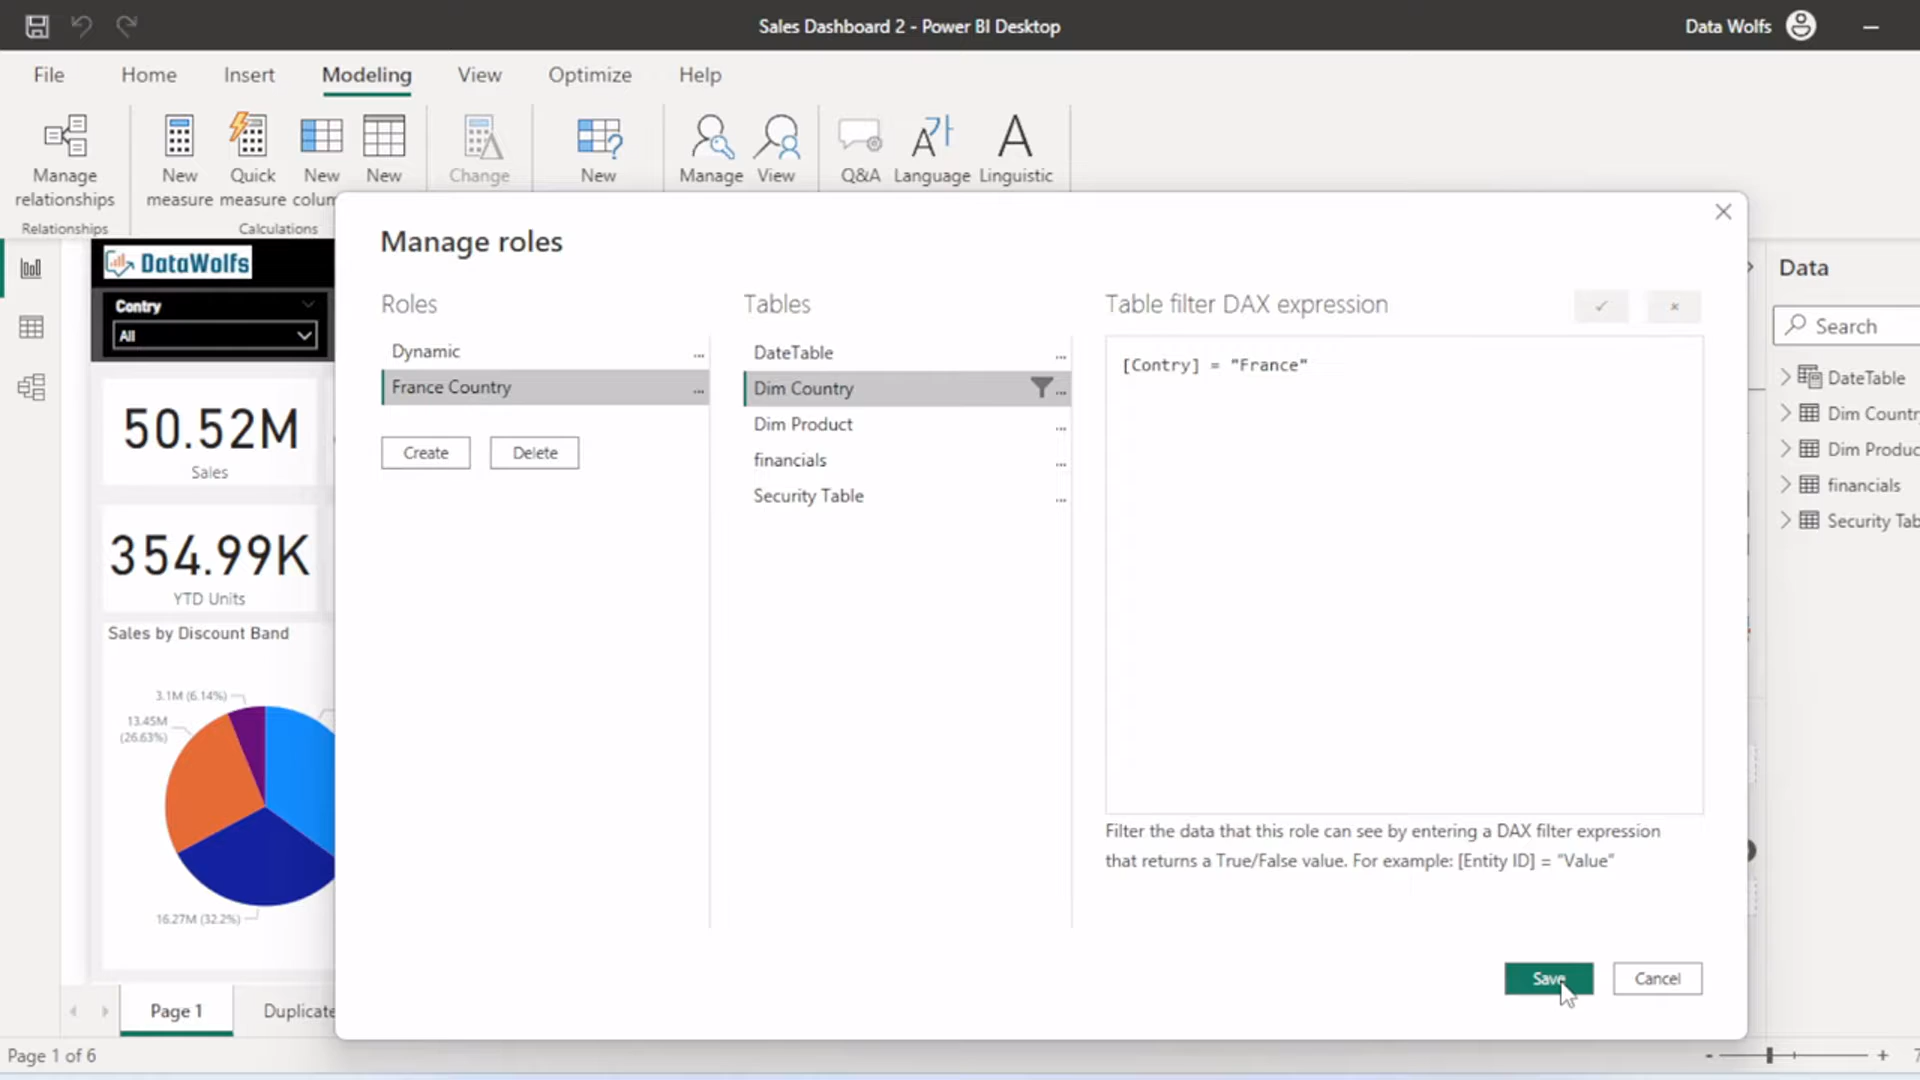 Sales Dashboard 2 - Power BI Desktop
Data Wolfs
File Home Insert Modeling View Optimize Help
Manage relationships
New measure
Quick measure
New
New
Change
New
Manage
View
Q&A
Language
Linguistic
Relationships
Calculations
DataWolfs
Contry
All
50.52M
Sales
354.99K
YTD Units
Sales by Discount Band
3.1M (6.14%)
13.45M
(26.63%)
16.27M (32.2%)
Manage roles
Roles
Dynamic ...
France Country ...
Create Delete
Tables
DateTable ...
Dim Country ...
Dim Product ...
financials ...
Security Table ...
Table filter DAX expression
[Contry] = "France"
Filter the data that this role can see by entering a DAX filter expression
that returns a True/False value. For example: [Entity ID] = "Value"
Save Cancel
Data
Search
DateTable
Dim Country
Dim Produc
financials
Security Tab
Page 1
Duplicate
Page 1 of 6
- + 7